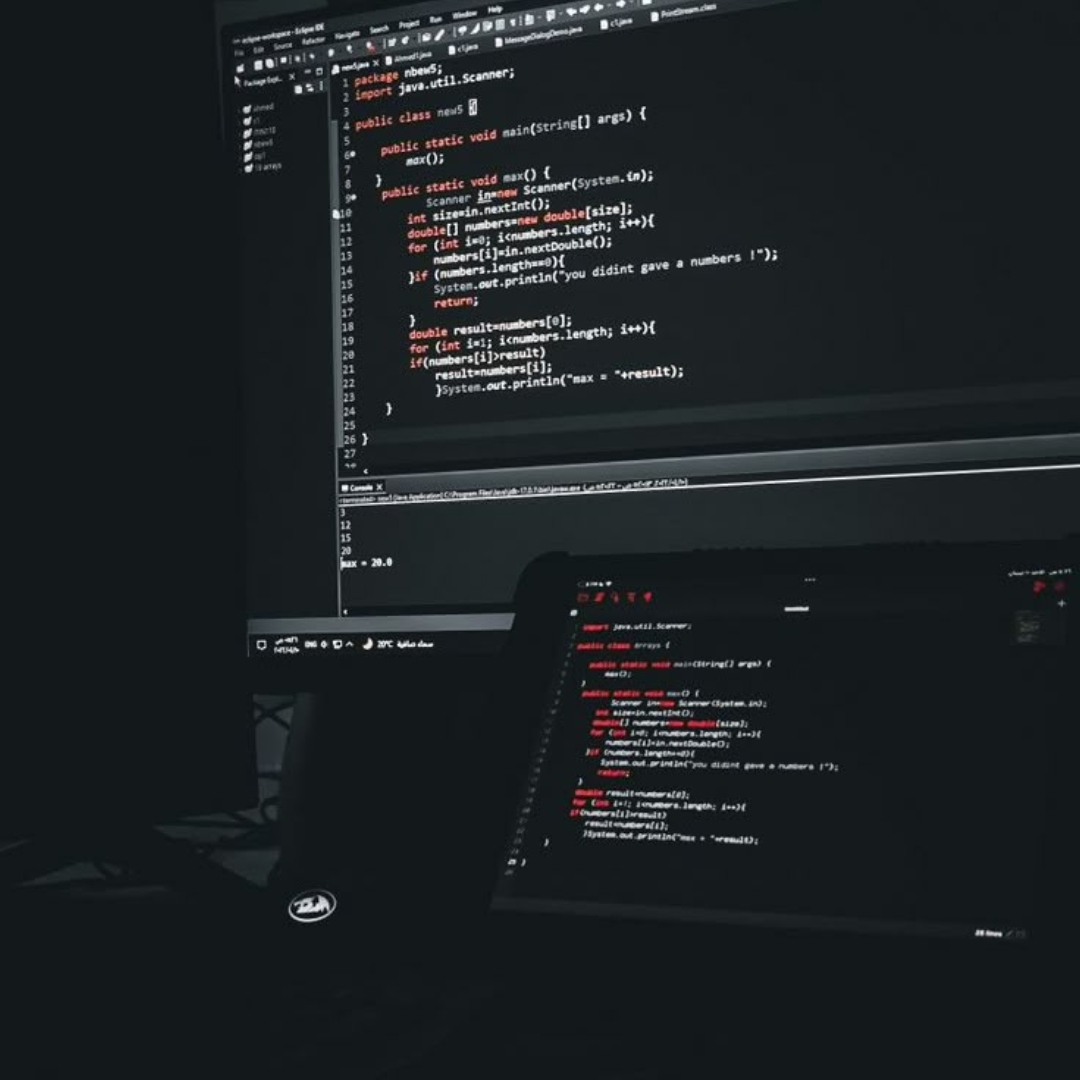 eclipse-workspace - Eclipse IDE
File Edit Source Refactor Navigate Search Project Run Window Help
Package Expl...
new5.java Ahmed1.java c1.java MessageDialogDemo.java c1.java PrintStream.class
ahmed
nbew5
1 package nbew5;
2 import java.util.Scanner;
3
4 public class new5 {
5
6 public static void main(String[] args) {
7 max();
8 }
9 public static void max() {
10 Scanner in=new Scanner(System.in);
11 int size=in.nextInt();
12 double[] numbers=new double[size];
13 for (int i=0; i<numbers.length; i++){
14 numbers[i]=in.nextDouble();
15 }if (numbers.length==0){
16 System.out.println("you didint gave a numbers !");
17 return;
18 }
19 double result=numbers[0];
20 for (int i=1; i<numbers.length; i++){
21 if(numbers[i]>result)
22 result=numbers[i];
23 }System.out.println("max = "+result);
24 }
25
26 }
27
Console
<terminated> new5 [Java Application] C:\Program Files\Java\jdk-17.0.1\bin\javaw.exe
3
12
15
20
max = 20.0
ENG 20°C سماء صافية
import java.util.Scanner;
public class Arrays {
public static void main(String[] args) {
max();
}
public static void max() {
Scanner in=new Scanner(System.in);
int size=in.nextInt();
double[] numbers=new double[size];
for (int i=0; i<numbers.length; i++){
numbers[i]=in.nextDouble();
}if (numbers.length==0){
System.out.println("you didint gave a numbers !");
return;
}
double result=numbers[0];
for (int i=1; i<numbers.length; i++){
if(numbers[i]>result)
result=numbers[i];
}System.out.println("max = "+result);
}
}
26 lines